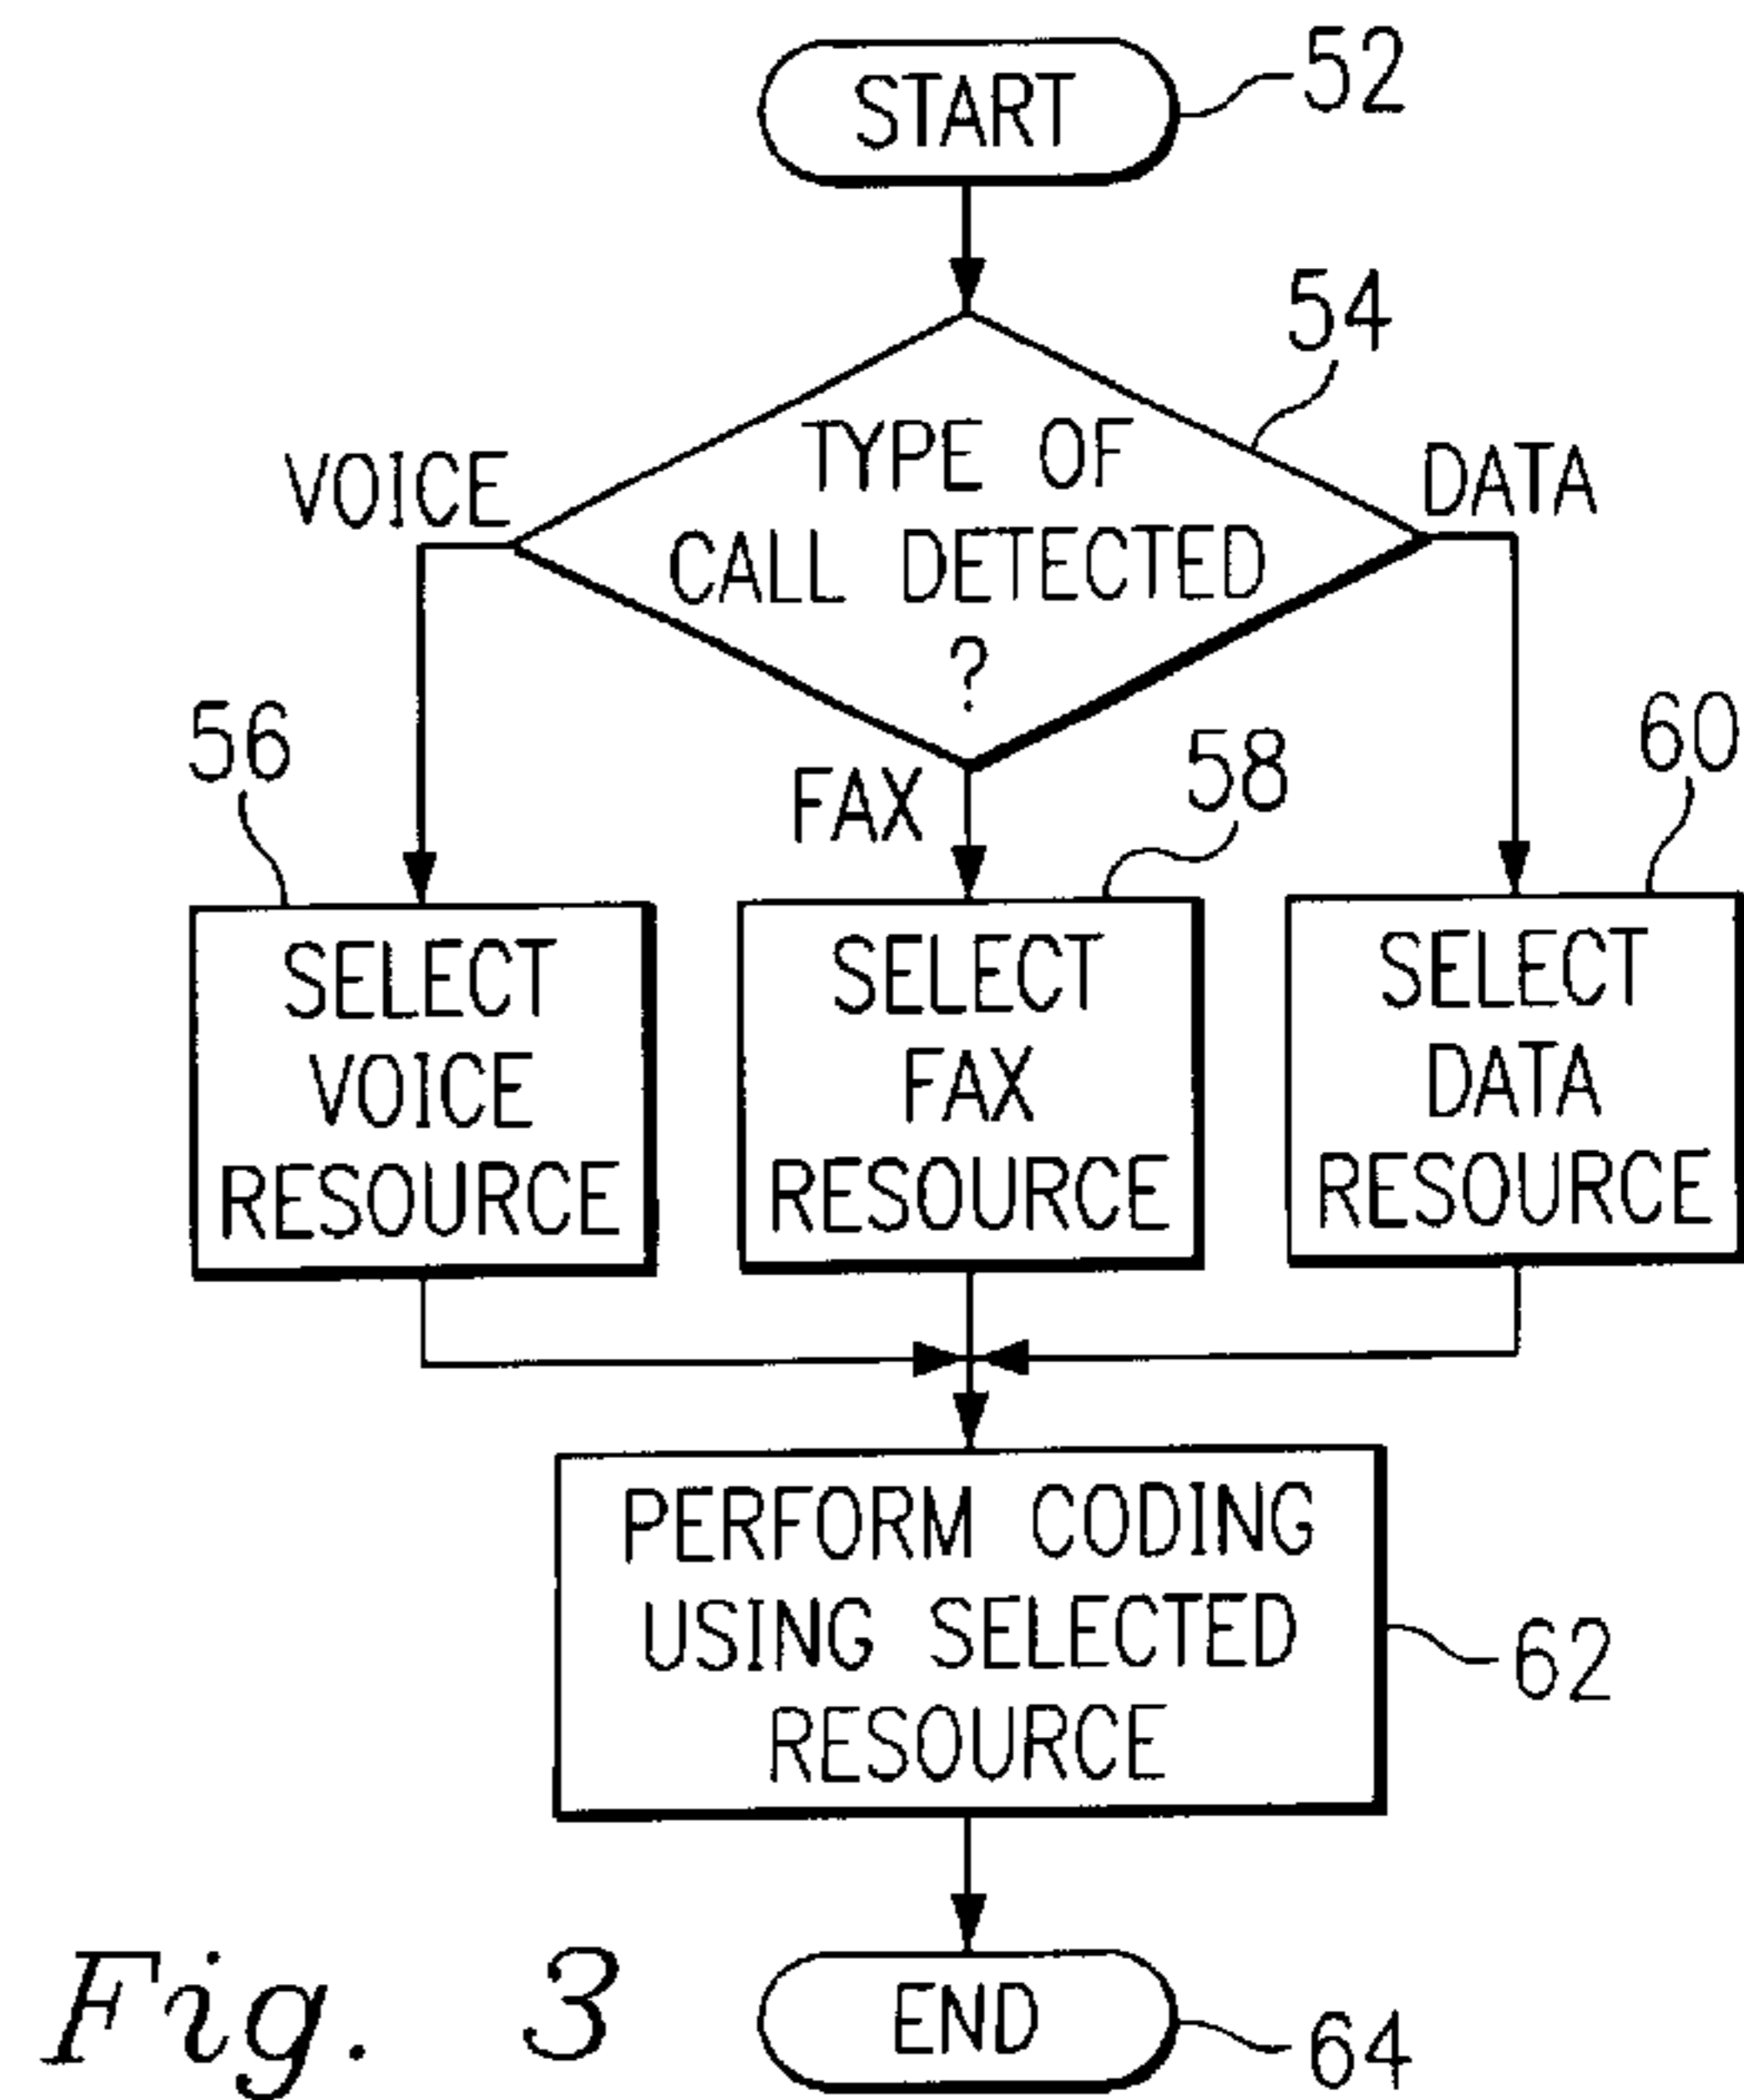 START
52
54
TYPE OF
CALL DETECTED
?
VOICE
DATA
FAX
56
58
60
SELECT
VOICE
RESOURCE
SELECT
FAX
RESOURCE
SELECT
DATA
RESOURCE
PERFORM CODING
USING SELECTED
RESOURCE
62
END
64
Fig. 3